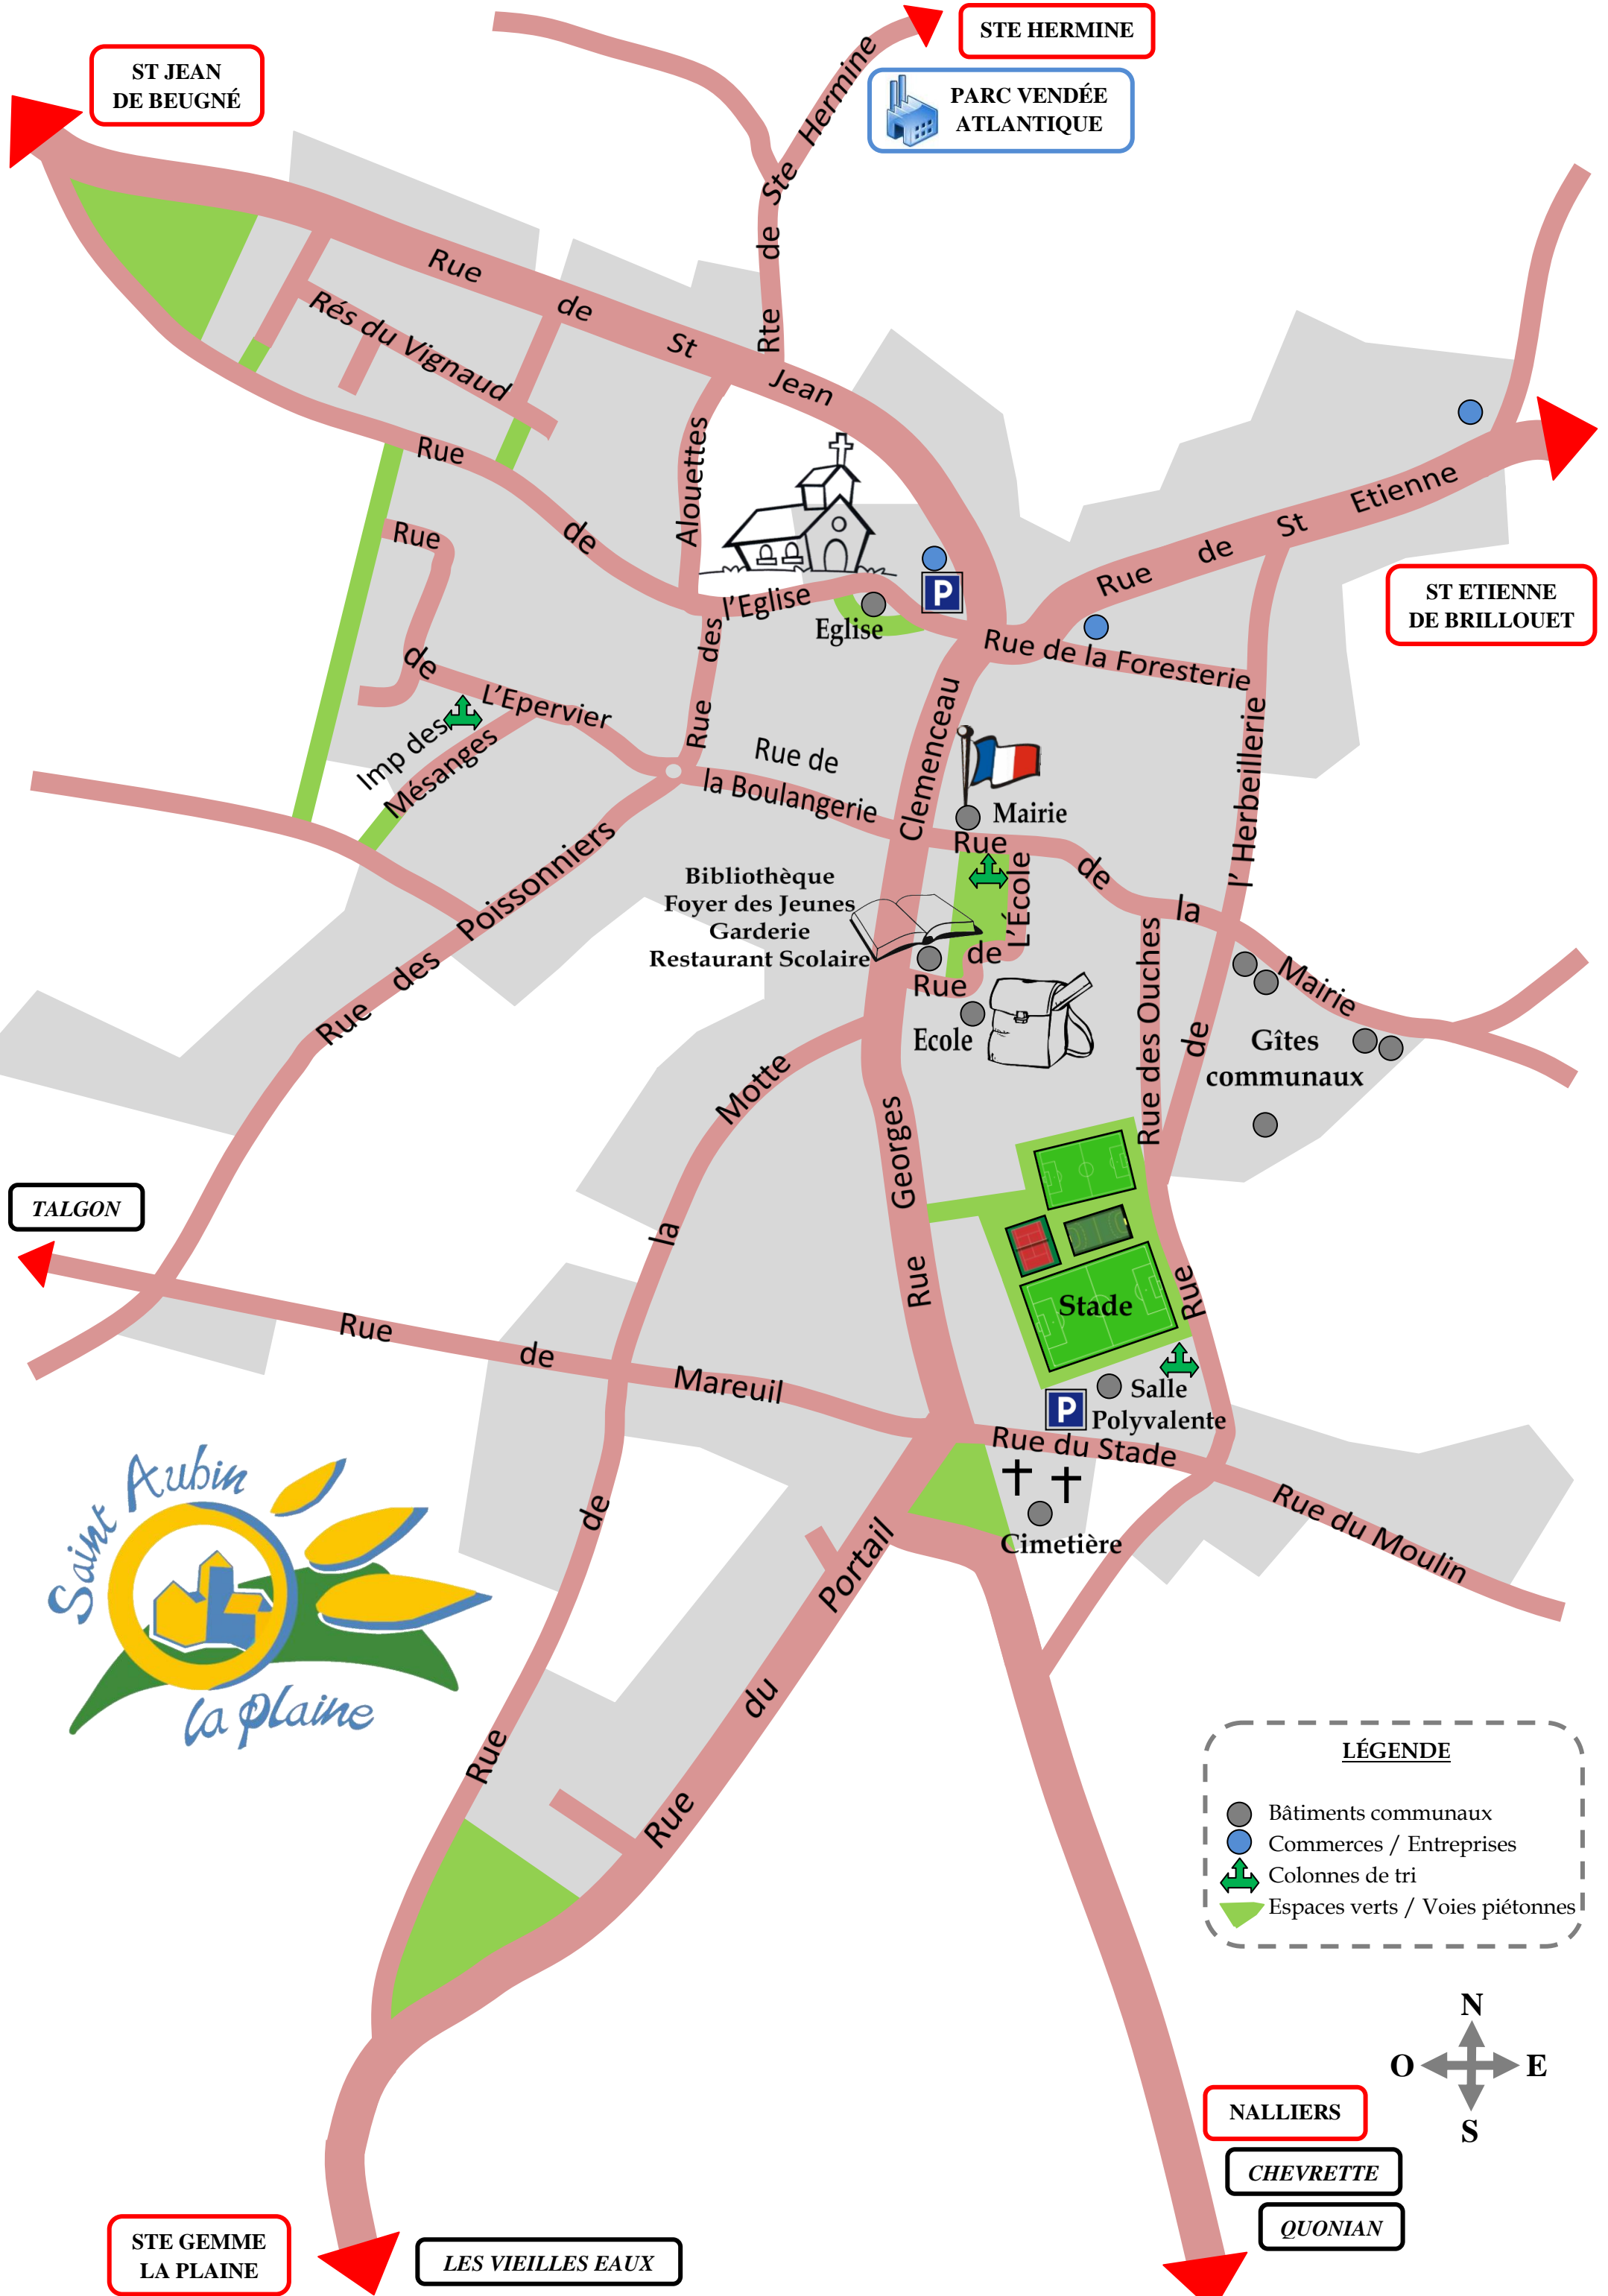 STE HERMINE
PARC VENDÉE
ATLANTIQUE
ST JEAN
DE BEUGNÉ
Rte de Ste Hermine
Rue de St Jean
Rés du Vignaud
Rue de l'Eglise
Rue des Alouettes
Eglise
P
Rue de St Etienne
ST ETIENNE
DE BRILLOUET
Rue de la Foresterie
Rue de L'Epervier
Imp des
Mésanges
Rue de
la Boulangerie
Rue Georges Clemenceau
Mairie
Rue de la Mairie
Rue de l' Herbeillerie
Bibliothèque
Foyer des Jeunes
Garderie
Restaurant Scolaire
Rue de L'École
Ecole
Rue des Ouches
Gîtes
communaux
Rue des Poissonniers
Rue de la Motte
TALGON
Rue de Mareuil
Stade
Salle
Polyvalente
P
Rue du Stade
Cimetière
Rue du Moulin
Rue du Portail
Saint Aubin
la plaine
LÉGENDE
Bâtiments communaux
Commerces / Entreprises
Colonnes de tri
Espaces verts / Voies piétonnes
N
O
E
S
NALLIERS
CHEVRETTE
QUONIAN
STE GEMME
LA PLAINE
LES VIEILLES EAUX